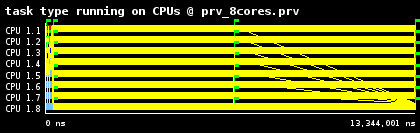 task type running on CPUs @ prv_8cores.prv
CPU 1.1
CPU 1.2
CPU 1.3
CPU 1.4
CPU 1.5
CPU 1.6
CPU 1.7
CPU 1.8
0 ns 13,344,001 ns